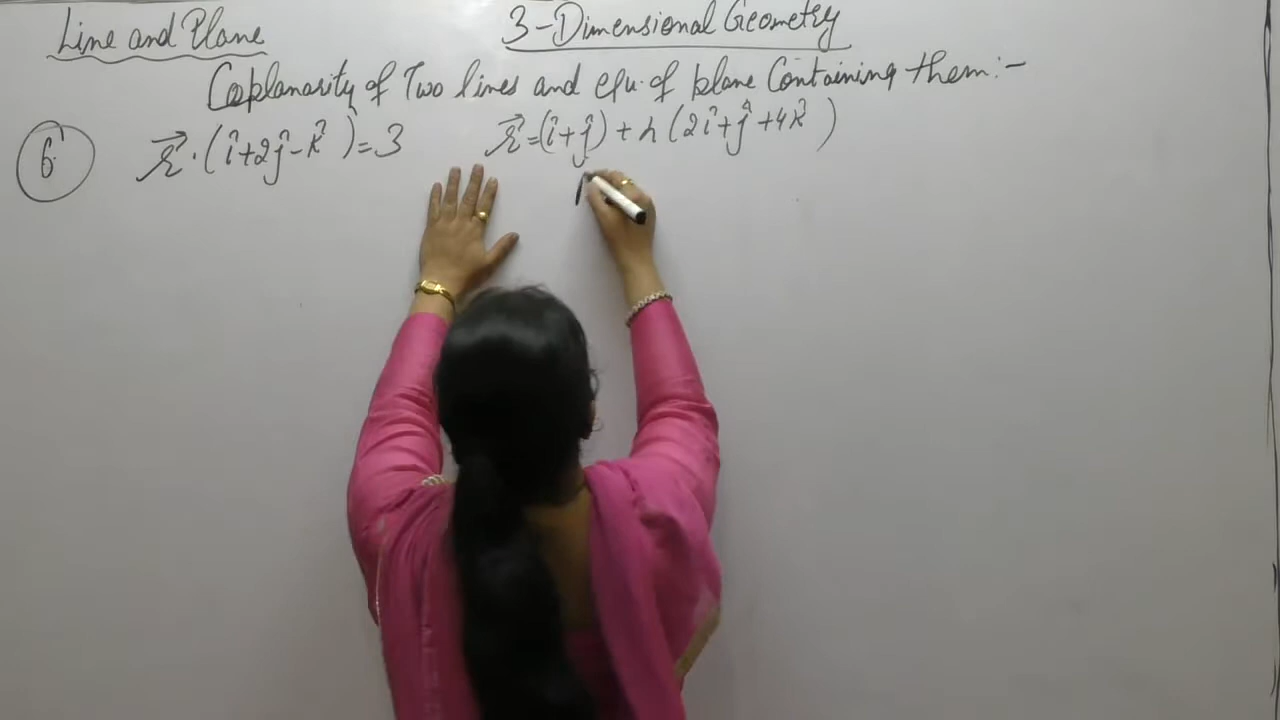 Line and Plane
3-Dimensional Geometry
Coplanarity of Two lines and equ. of plane Containing them:-
6. r⃗·(î+2ĵ-k̂)=3 r⃗=(î+ĵ)+λ(2î+ĵ+4k̂)